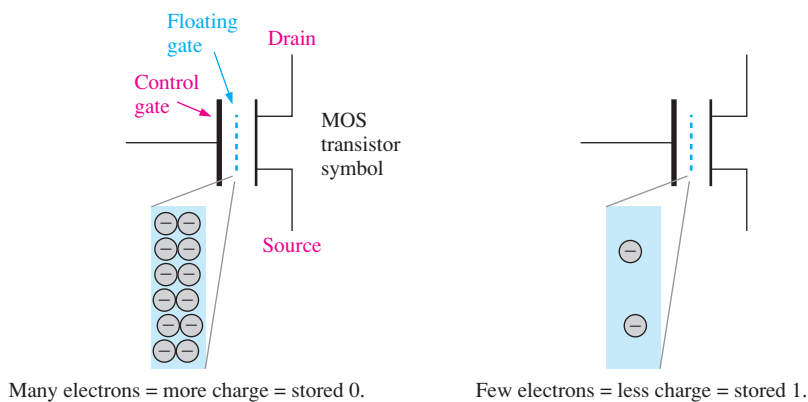 Floating
gate
Drain
Control
gate
MOS
transistor
symbol
Source
Many electrons = more charge = stored 0.
Few electrons = less charge = stored 1.